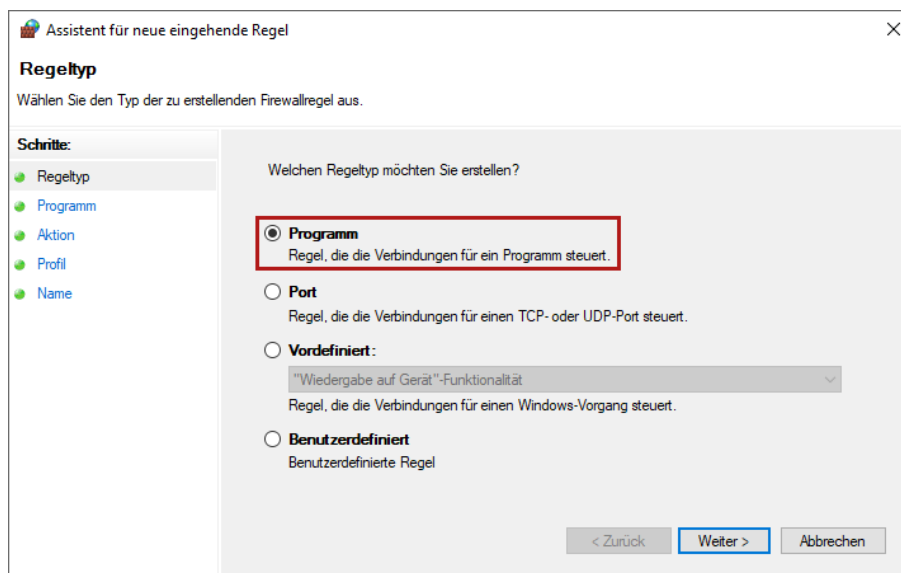 Assistent für neue eingehende Regel
Regeltyp
Wählen Sie den Typ der zu erstellenden Firewallregel aus.
Schritte:
Regeltyp
Programm
Aktion
Profil
Name
Welchen Regeltyp möchten Sie erstellen?
Programm
Regel, die die Verbindungen für ein Programm steuert.
Port
Regel, die die Verbindungen für einen TCP- oder UDP-Port steuert.
Vordefiniert:
"Wiedergabe auf Gerät"-Funktionalität
Regel, die die Verbindungen für einen Windows-Vorgang steuert.
Benutzerdefiniert
Benutzerdefinierte Regel
< Zurück
Weiter >
Abbrechen